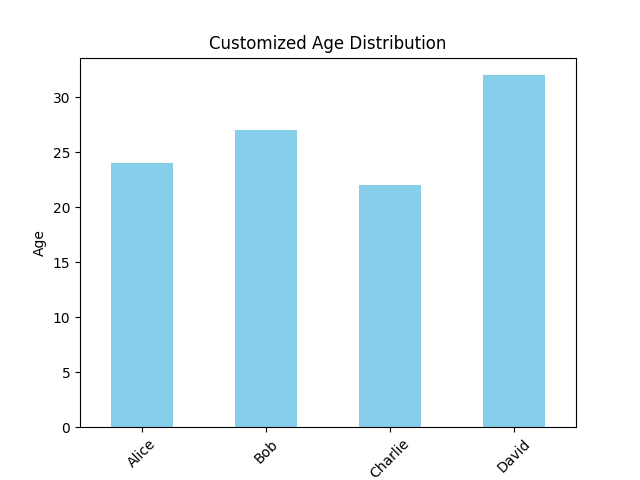 Customized Age Distribution
30
25
20
15
10
5
0
Age
Alice
Bob
Charlie
David